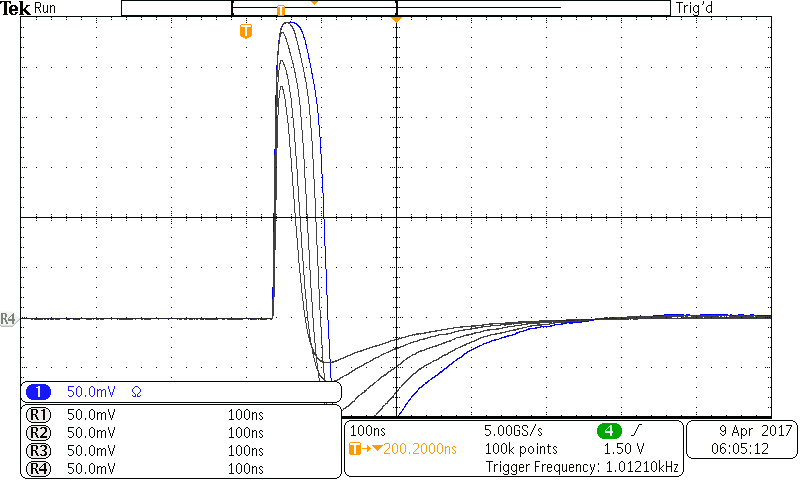 Tek Run Trig'd
T
T
R4
1 50.0mV Ω
R1 50.0mV 100ns
R2 50.0mV 100ns
R3 50.0mV 100ns
R4 50.0mV 100ns
100ns 5.00GS/s 4 1.50 V
T→▼200.2000ns 100k points
Trigger Frequency: 1.01210kHz
9 Apr 2017
06:05:12